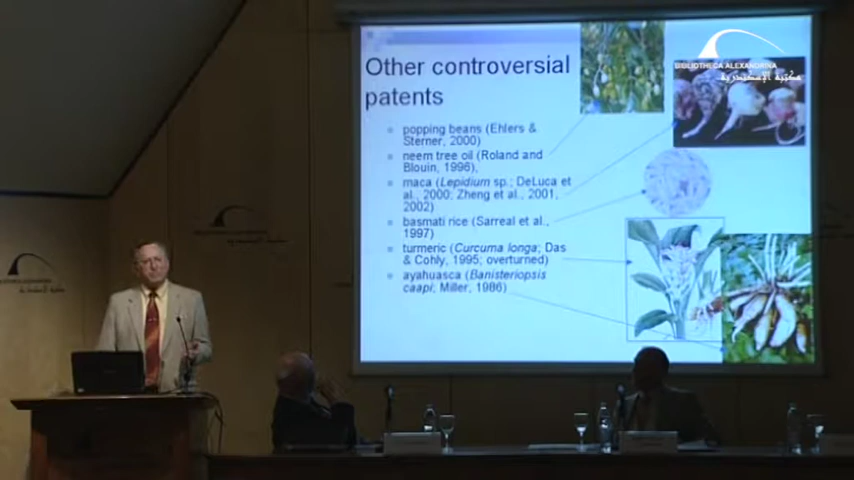 Other controversial
patents
popping beans (Ehlers &
Sterner, 2000)
neem tree oil (Roland and
Blouin, 1996),
maca (Lepidium sp.; DeLuca et
al., 2000; Zheng et al., 2001,
2002)
basmati rice (Sarreal et al.,
1997)
turmeric (Curcuma longa; Das
& Cohly, 1995; overturned)
ayahuasca (Banisteriopsis
caapi; Miller, 1986)
BIBLIOTHECA ALEXANDRINA
مكتبة الإسكندرية